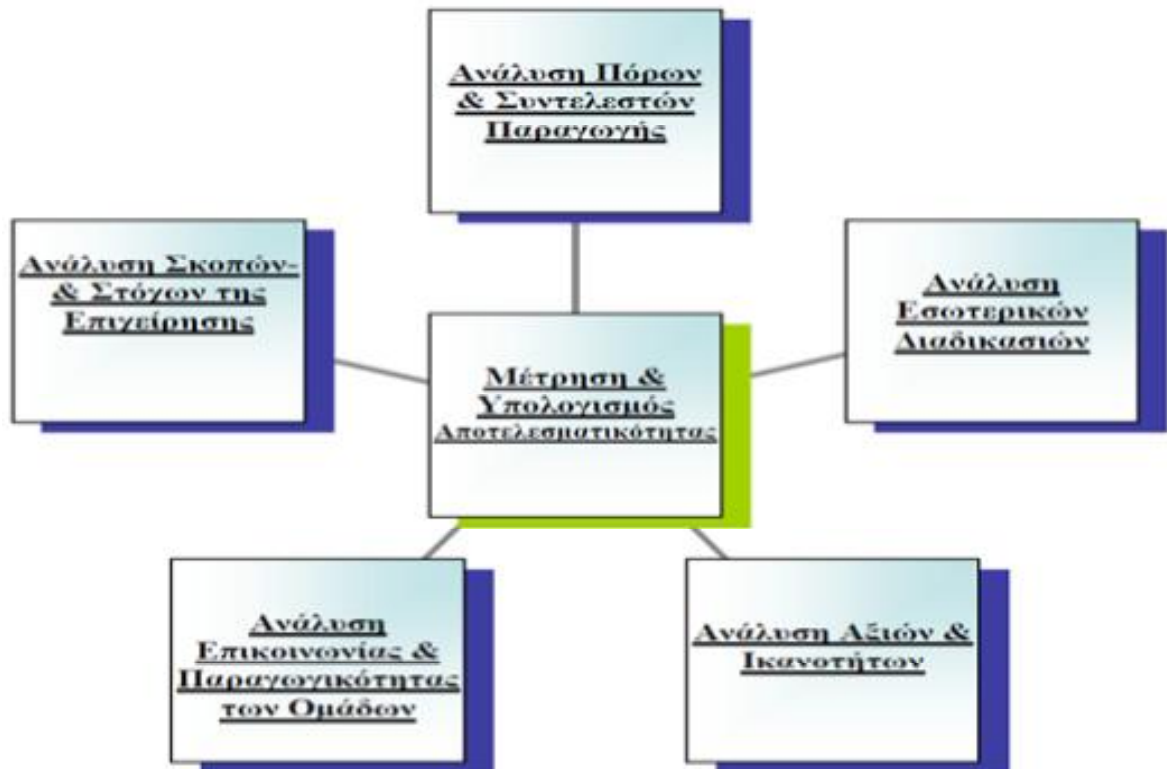 Ανάλυση Πόρων
& Συντελεστών
Παραγωγής
Ανάλυση Σκοπών-
& Στόχων της
Επιχείρησης
Ανάλυση
Εσωτερικών
Διαδικασιών
Μέτρηση &
Υπολογισμός
Αποτελεσματικότητας
Ανάλυση
Επικοινωνίας &
Παραγωγικότητας
των Ομάδων
Ανάλυση Αξιών &
Ικανοτήτων